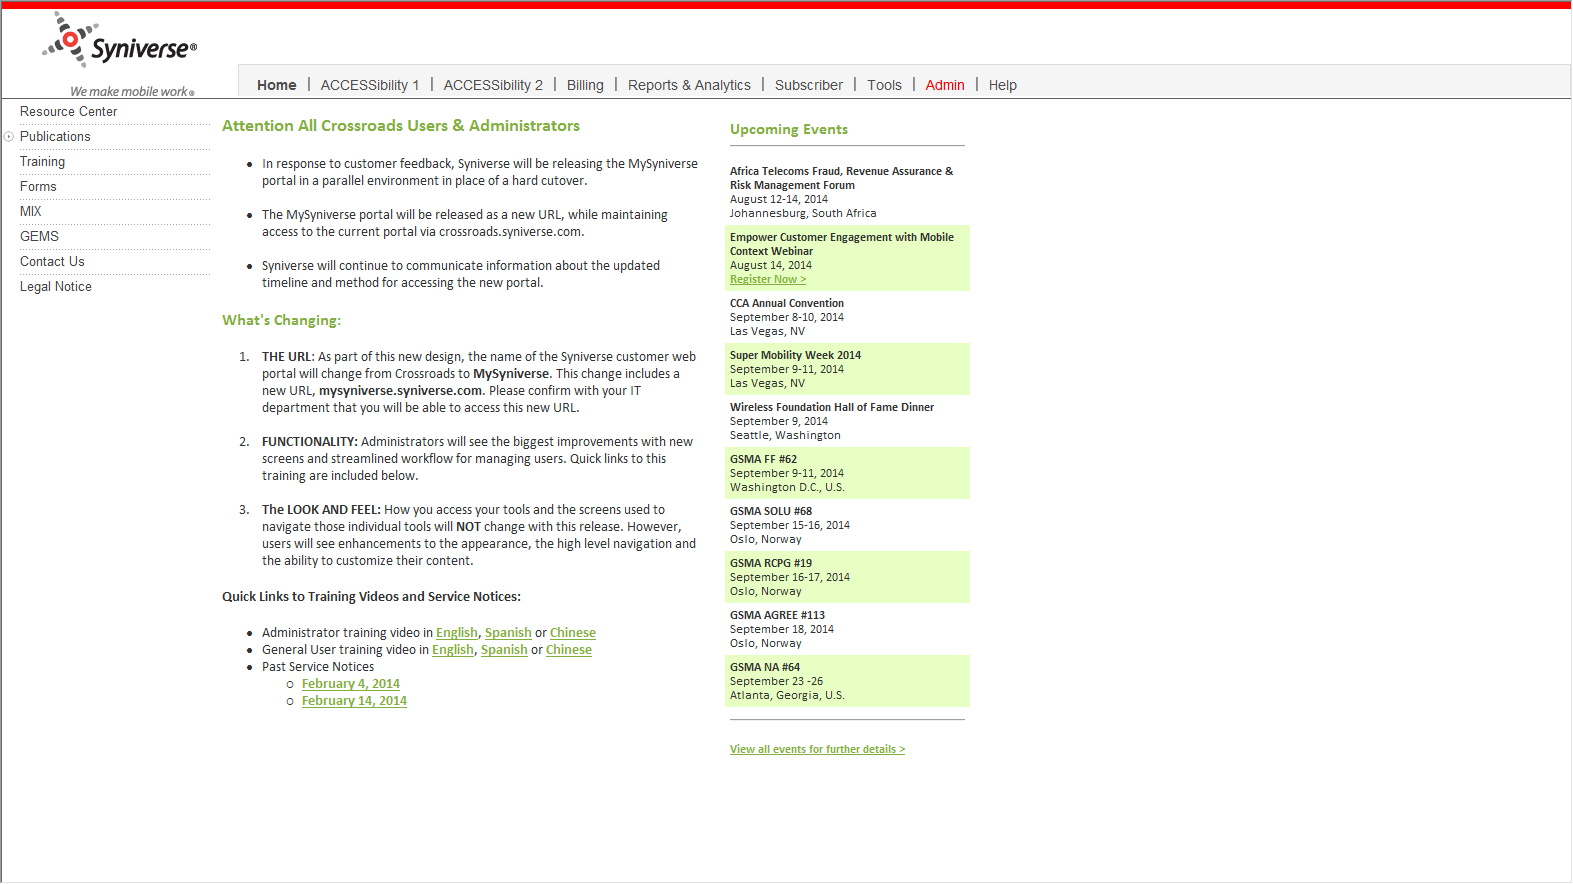 Syniverse®
We make mobile work®
Home | ACCESSibility 1 | ACCESSibility 2 | Billing | Reports & Analytics | Subscriber | Tools | Admin | Help
Resource Center
Publications
Training
Forms
MIX
GEMS
Contact Us
Legal Notice
Attention All Crossroads Users & Administrators
• In response to customer feedback, Syniverse will be releasing the MySyniverse
portal in a parallel environment in place of a hard cutover.
• The MySyniverse portal will be released as a new URL, while maintaining
access to the current portal via crossroads.syniverse.com.
• Syniverse will continue to communicate information about the updated
timeline and method for accessing the new portal.
What's Changing:
1. THE URL: As part of this new design, the name of the Syniverse customer web
portal will change from Crossroads to MySyniverse. This change includes a
new URL, mysyniverse.syniverse.com. Please confirm with your IT
department that you will be able to access this new URL.
2. FUNCTIONALITY: Administrators will see the biggest improvements with new
screens and streamlined workflow for managing users. Quick links to this
training are included below.
3. The LOOK AND FEEL: How you access your tools and the screens used to
navigate those individual tools will NOT change with this release. However,
users will see enhancements to the appearance, the high level navigation and
the ability to customize their content.
Quick Links to Training Videos and Service Notices:
• Administrator training video in English, Spanish or Chinese
• General User training video in English, Spanish or Chinese
• Past Service Notices
○ February 4, 2014
○ February 14, 2014
Upcoming Events
Africa Telecoms Fraud, Revenue Assurance &
Risk Management Forum
August 12-14, 2014
Johannesburg, South Africa
Empower Customer Engagement with Mobile
Context Webinar
August 14, 2014
Register Now >
CCA Annual Convention
September 8-10, 2014
Las Vegas, NV
Super Mobility Week 2014
September 9-11, 2014
Las Vegas, NV
Wireless Foundation Hall of Fame Dinner
September 9, 2014
Seattle, Washington
GSMA FF #62
September 9-11, 2014
Washington D.C., U.S.
GSMA SOLU #68
September 15-16, 2014
Oslo, Norway
GSMA RCPG #19
September 16-17, 2014
Oslo, Norway
GSMA AGREE #113
September 18, 2014
Oslo, Norway
GSMA NA #64
September 23 -26
Atlanta, Georgia, U.S.
View all events for further details >